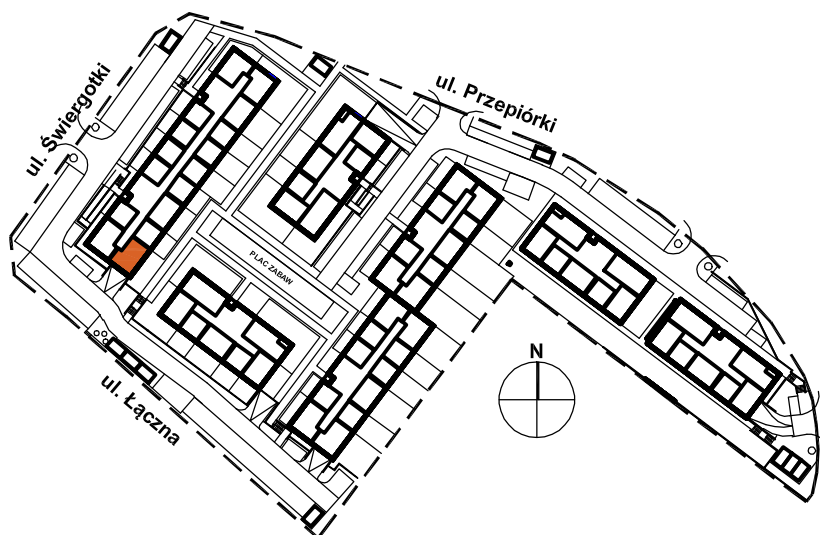 ul. Świergotki
ul. Przepiórki
PLAC ZABAW
N
ul. Łączna